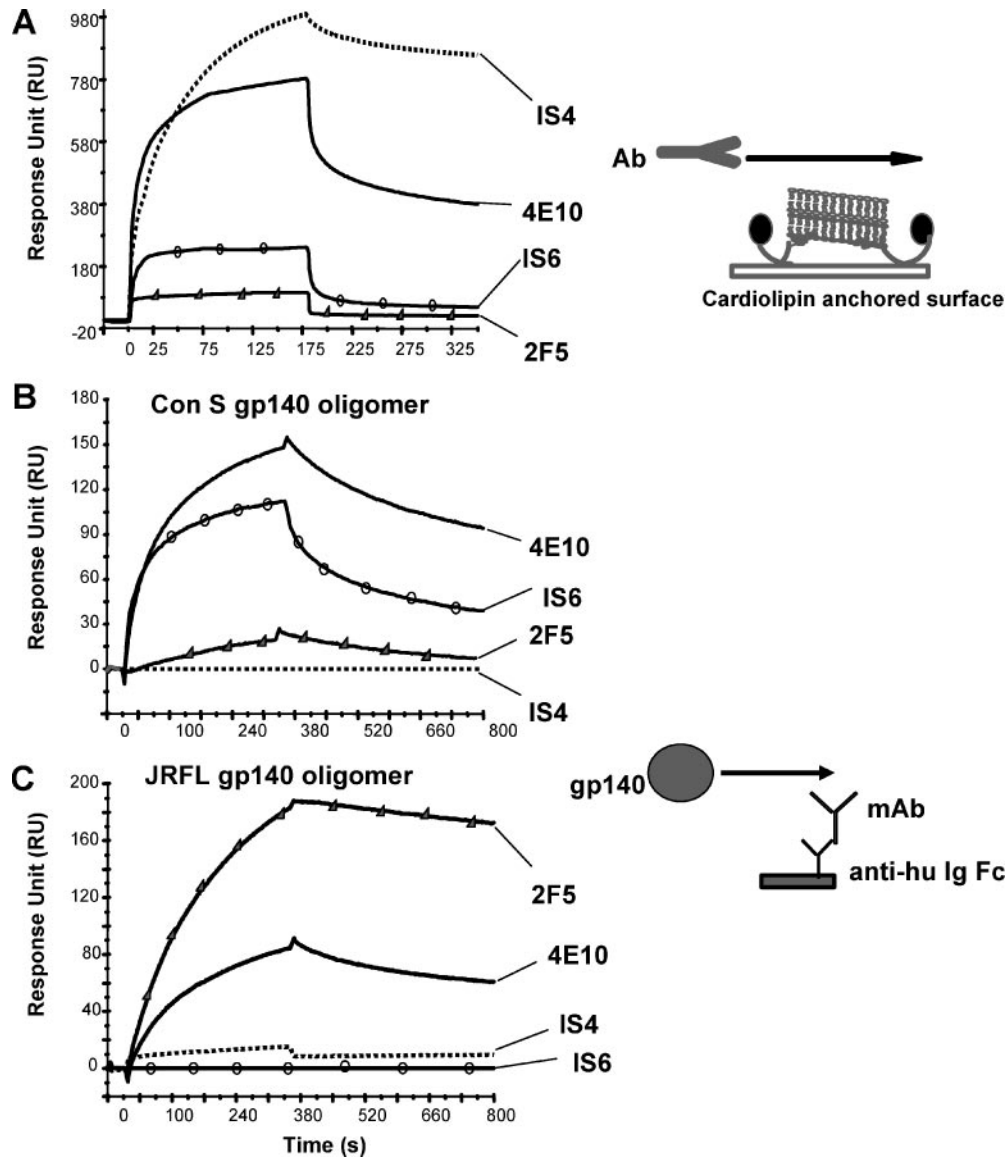 A
Response Unit (RU)
980
780
580
380
180
-20
0 25 75 125 175 225 275 325
IS4
4E10
IS6
2F5
Ab
Cardiolipin anchored surface
B
Con S gp140 oligomer
Response Unit (RU)
180
150
120
90
60
30
0
0 100 240 380 520 660 800
4E10
IS6
2F5
IS4
C
JRFL gp140 oligomer
Response Unit (RU)
200
160
120
80
40
0
0 100 240 380 520 660 800
Time (s)
2F5
4E10
IS4
IS6
gp140
mAb
anti-hu Ig Fc